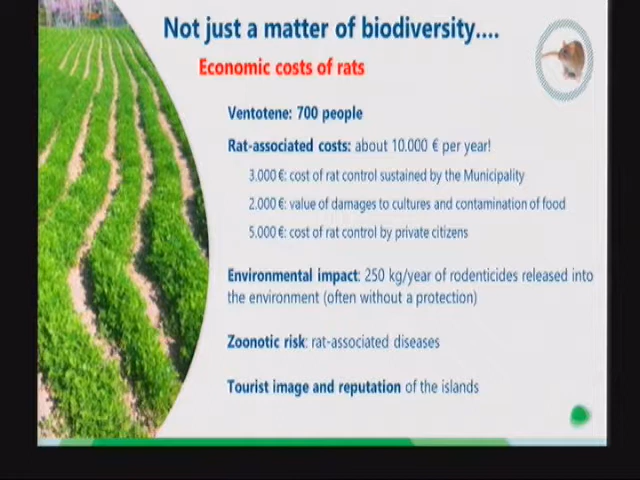 Not just a matter of biodiversity....
Economic costs of rats
Ventotene: 700 people
Rat-associated costs: about 10.000 € per year!
3.000 €: cost of rat control sustained by the Municipality
2.000 €: value of damages to cultures and contamination of food
5.000 €: cost of rat control by private citizens
Environmental impact: 250 kg/year of rodenticides released into
the environment (often without a protection)
Zoonotic risk: rat-associated diseases
Tourist image and reputation of the islands